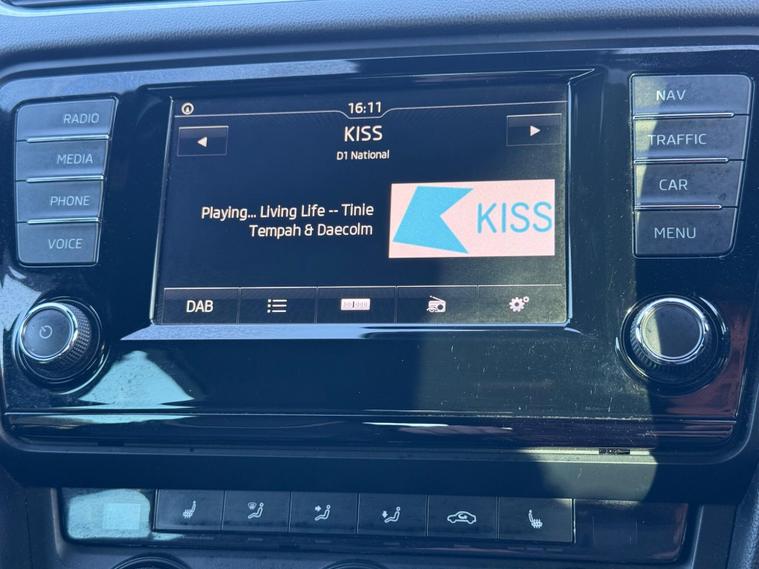 16:11
KISS
D1 National
Playing... Living Life -- Tinie
Tempah & Daecolm
KISS
DAB
RADIO
MEDIA
PHONE
VOICE
NAV
TRAFFIC
CAR
MENU